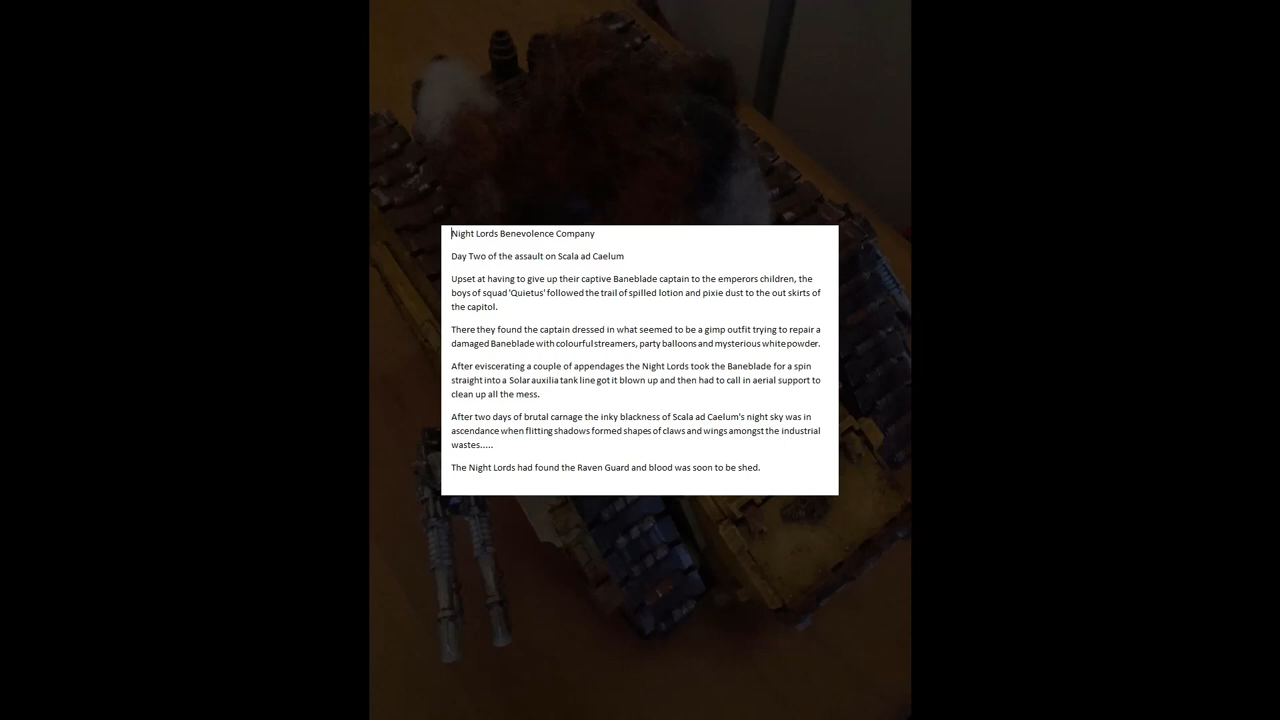 Night Lords Benevolence Company
Day Two of the assault on Scala ad Caelum
Upset at having to give up their captive Baneblade captain to the emperors children, the
boys of squad 'Quietus' followed the trail of spilled lotion and pixie dust to the out skirts of
the capitol.
There they found the captain dressed in what seemed to be a gimp outfit trying to repair a
damaged Baneblade with colourful streamers, party balloons and mysterious white powder.
After eviscerating a couple of appendages the Night Lords took the Baneblade for a spin
straight into a Solar auxilia tank line got it blown up and then had to call in aerial support to
clean up all the mess.
After two days of brutal carnage the inky blackness of Scala ad Caelum's night sky was in
ascendance when flitting shadows formed shapes of claws and wings amongst the industrial
wastes.....
The Night Lords had found the Raven Guard and blood was soon to be shed.